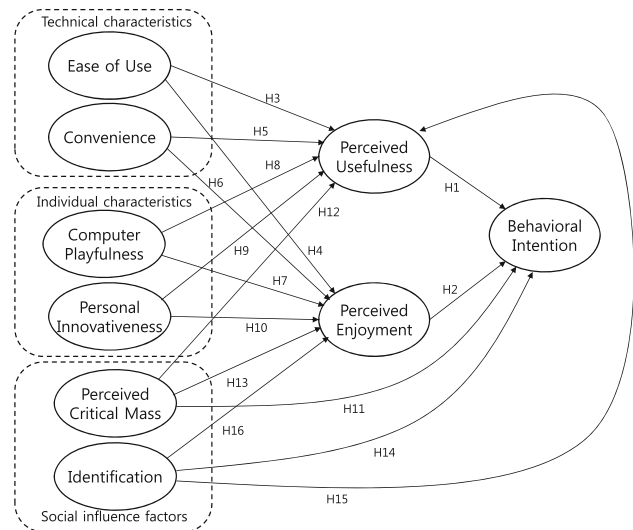 Technical characteristics
Ease of Use
Convenience
Individual characteristics
Computer
Playfulness
Personal
Innovativeness
Perceived
Critical Mass
Identification
Social influence factors
H3
H5
H8
H6
H12
H9
H4
H7
H10
H13
H16
H11
H14
H15
Perceived
Usefulness
Perceived
Enjoyment
H1
H2
Behavioral
Intention